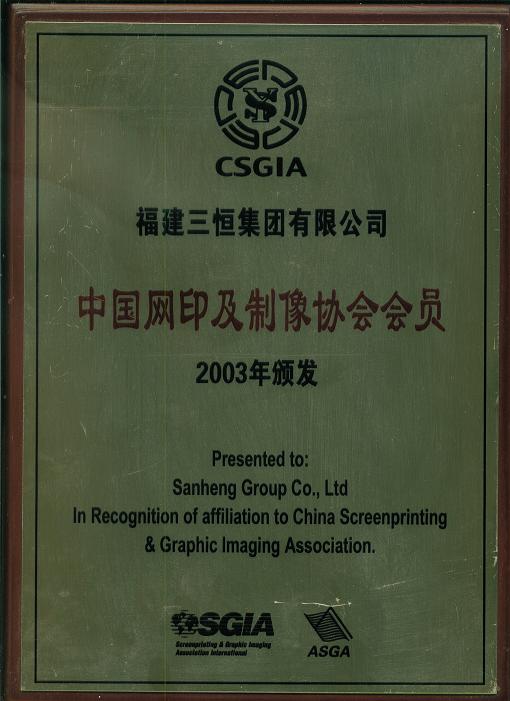 CSGIA
福建三恒集团有限公司
中国网印及制像协会会员
2003年颁发
Presented to:
Sanheng Group Co., Ltd
In Recognition of affiliation to China Screenprinting
& Graphic Imaging Association.
SGIA
Screenprinting & Graphic Imaging
Association International
ASGA